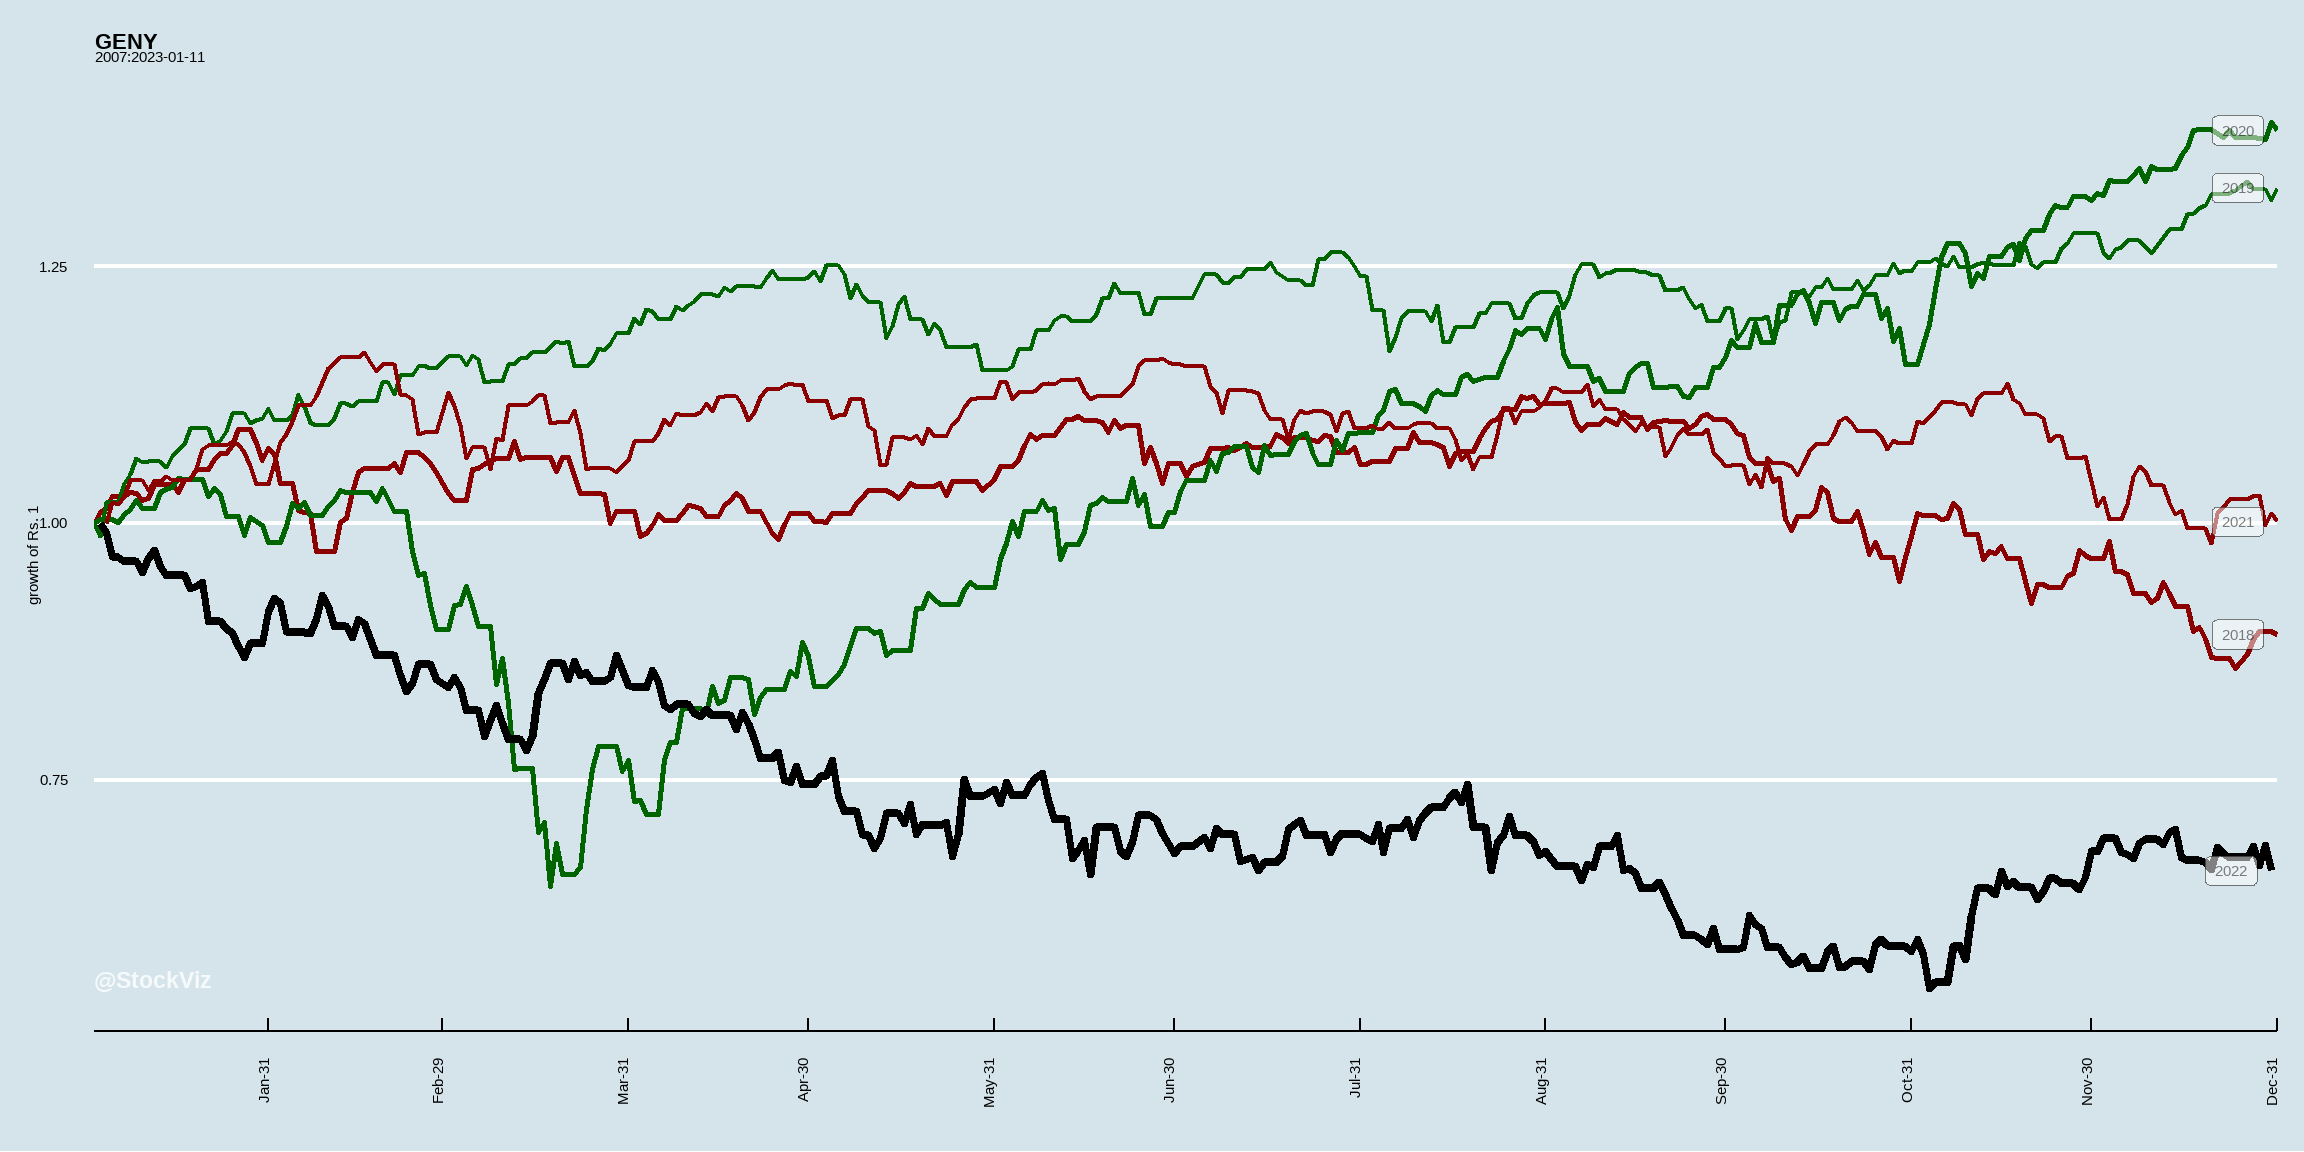 GENY
2007:2023-01-11
2020
2019
1.25
growth of Rs. 1
1.00
2021
2018
0.75
2022
@StockViz
Jan-31
Feb-29
Mar-31
Apr-30
May-31
Jun-30
Jul-31
Aug-31
Sep-30
Oct-31
Nov-30
Dec-31